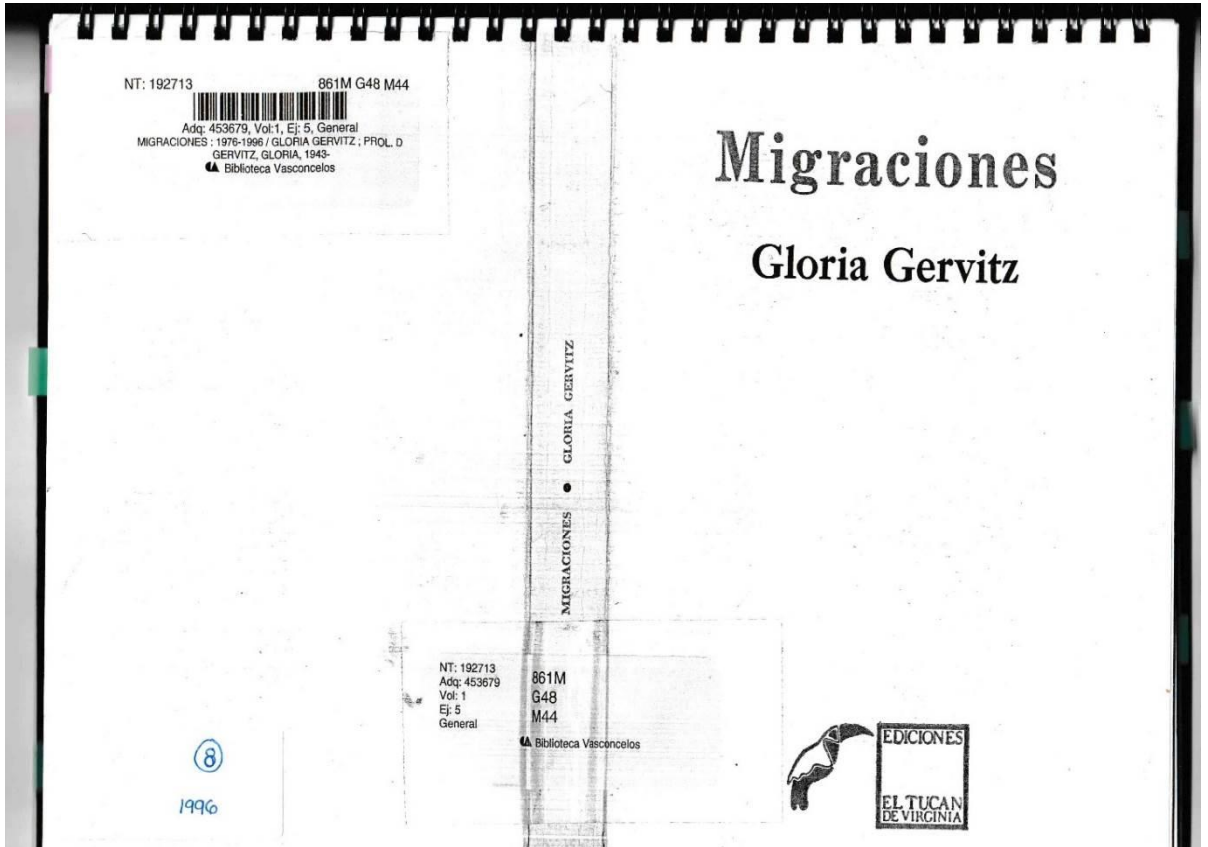 NT: 192713 861M G48 M44
Adq: 453679, Vol:1, Ej: 5, General
MIGRACIONES : 1976-1996 / GLORIA GERVITZ ; PROL. D
GERVITZ, GLORIA, 1943-
Biblioteca Vasconcelos
8
1996
MIGRACIONES • GLORIA GERVITZ
NT: 192713
Adq: 453679
Vol: 1
Ej: 5
General
861M
G48
M44
Biblioteca Vasconcelos
Migraciones
Gloria Gervitz
EDICIONES
EL TUCAN
DE VIRGINIA